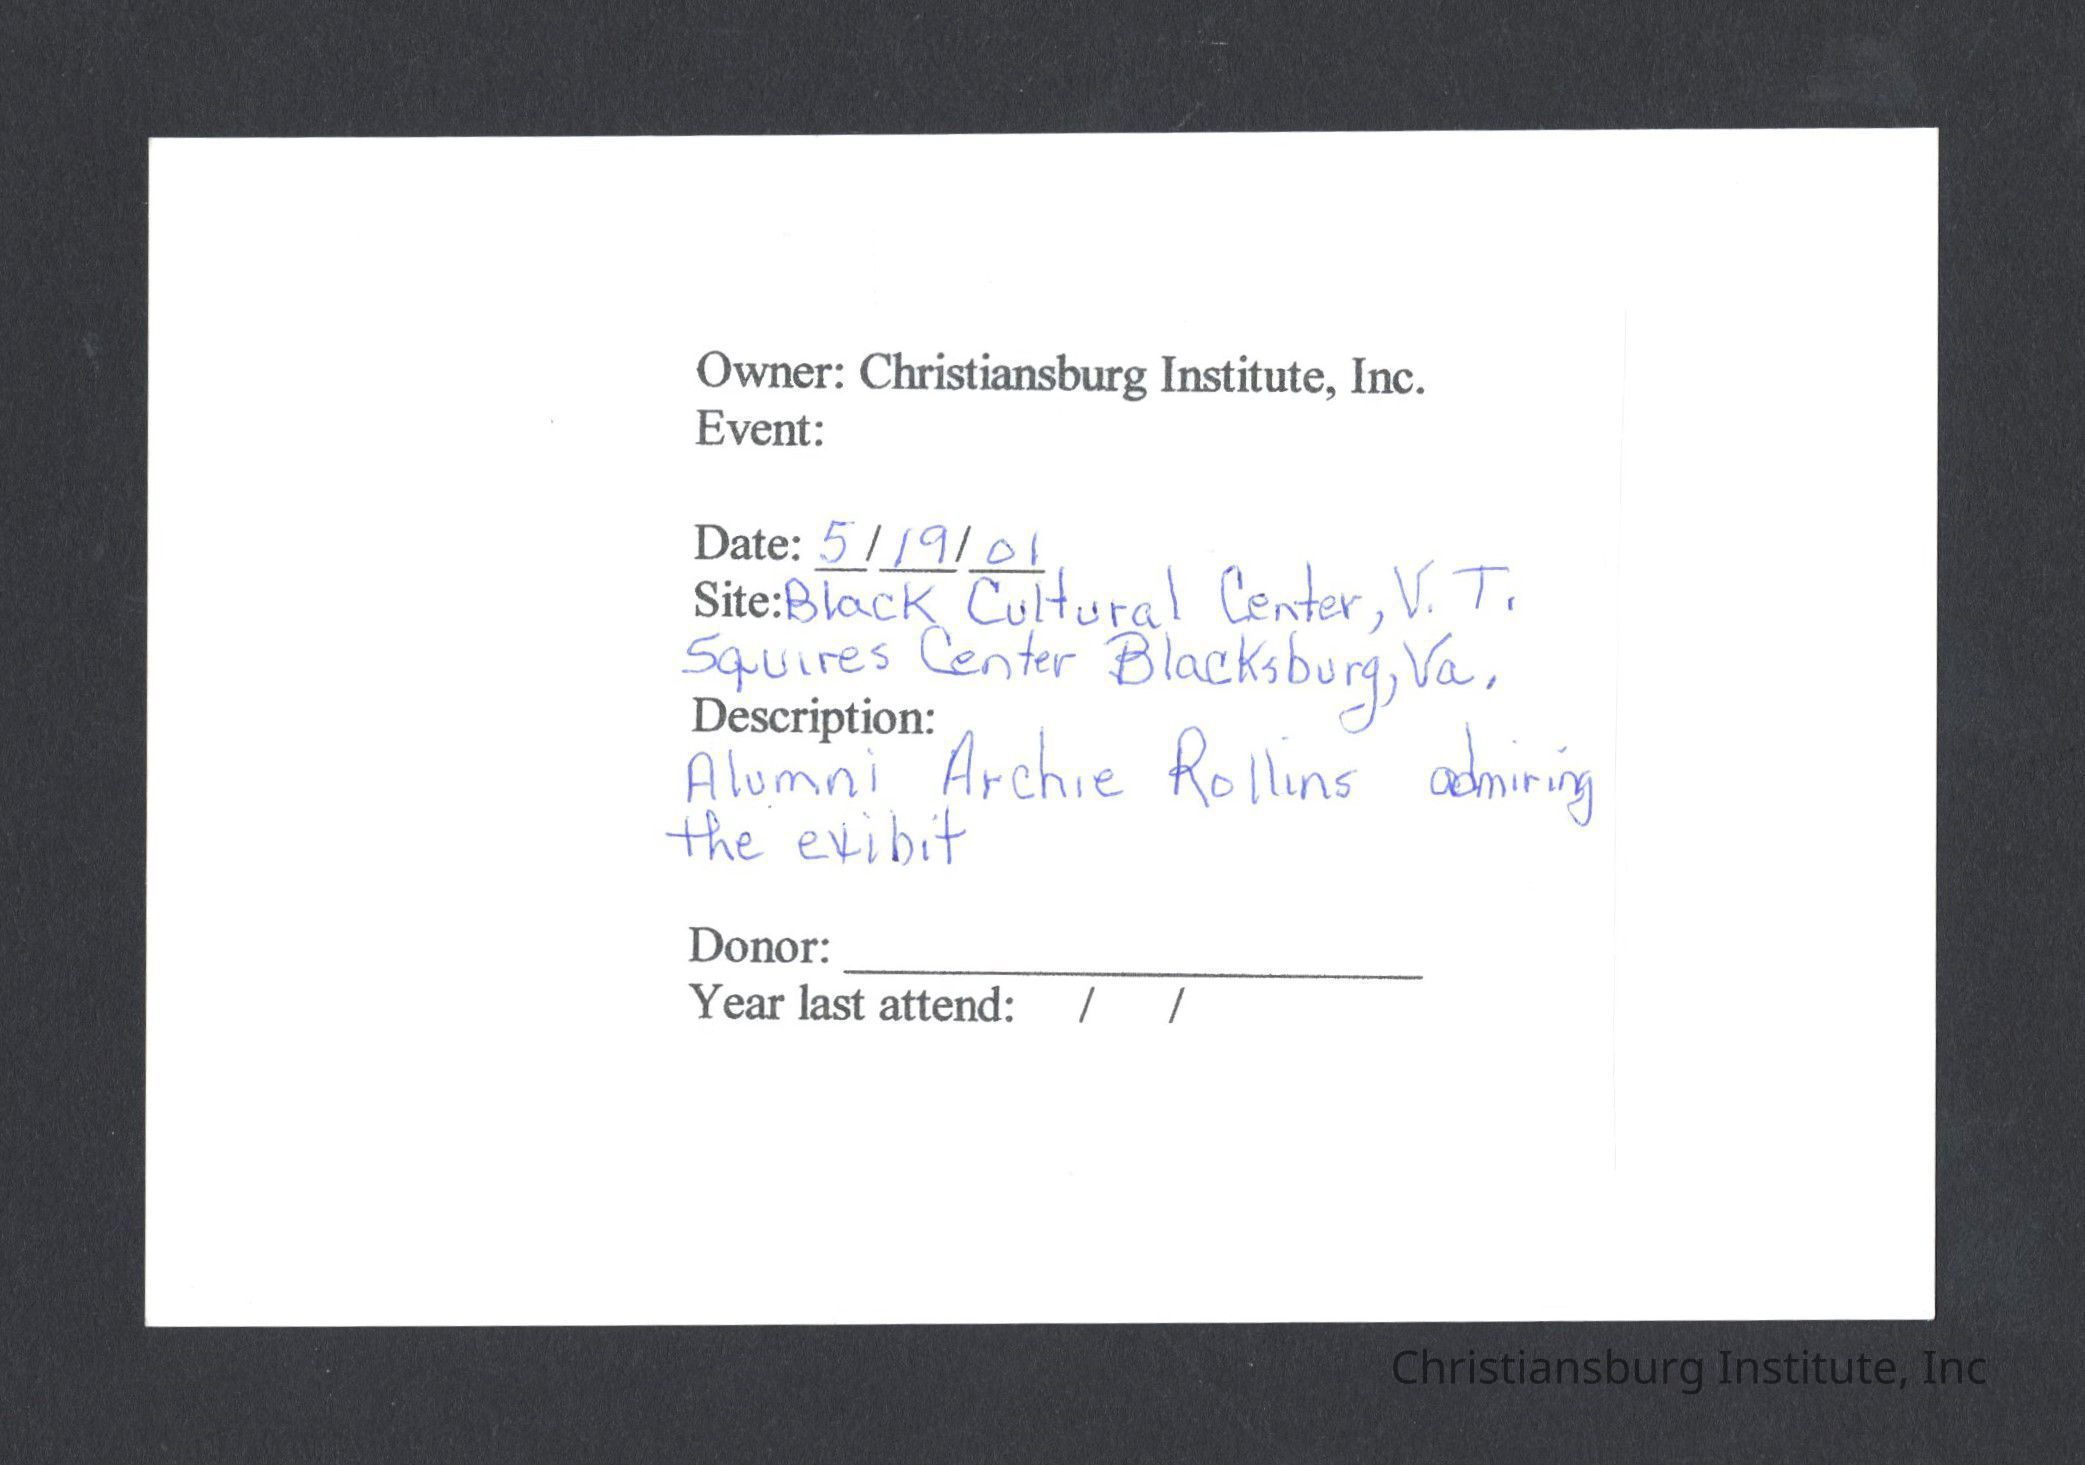 Owner: Christiansburg Institute, Inc.
Event:
Date: 5/19/01
Site: Black Cultural Center, V. T.
Squires Center Blacksburg, Va.
Description:
Alumni Archie Rollins admiring
the exibit
Donor:
Year last attend: / /
Christiansburg Institute, Inc